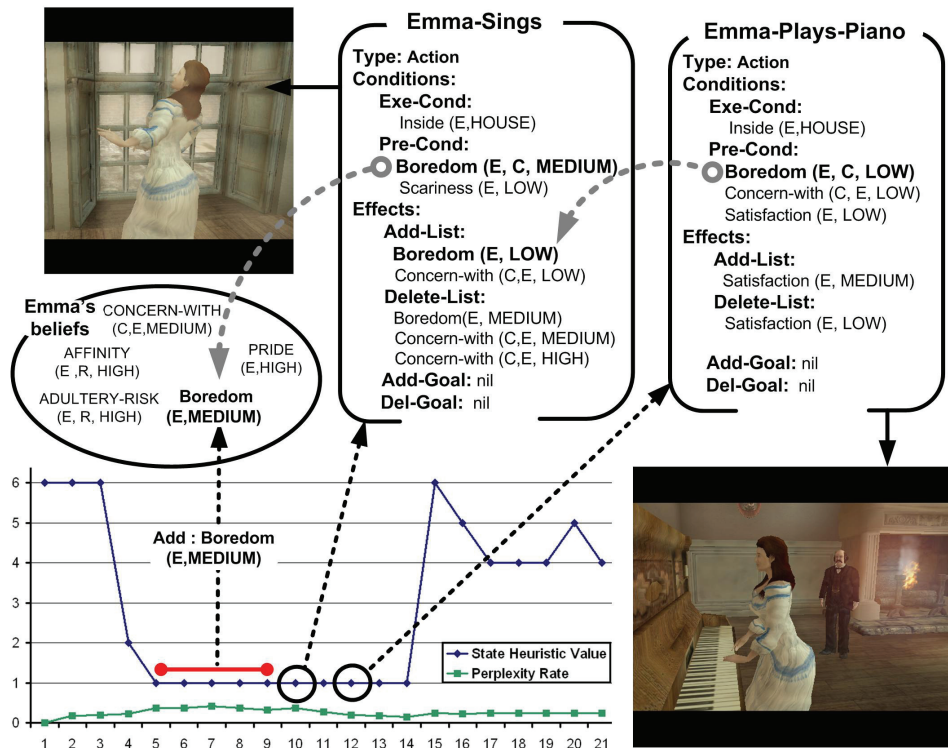 Emma-Sings
Type: Action
Conditions:
Exe-Cond:
Inside (E,HOUSE)
Pre-Cond:
Boredom (E, C, MEDIUM)
Scariness (E, LOW)
Effects:
Add-List:
Boredom (E, LOW)
Concern-with (C,E, LOW)
Delete-List:
Boredom(E, MEDIUM)
Concern-with (C,E, MEDIUM)
Concern-with (C,E, HIGH)
Add-Goal: nil
Del-Goal: nil
Emma-Plays-Piano
Type: Action
Conditions:
Exe-Cond:
Inside (E,HOUSE)
Pre-Cond:
Boredom (E, C, LOW)
Concern-with (C, E, LOW)
Satisfaction (E, LOW)
Effects:
Add-List:
Satisfaction (E, MEDIUM)
Delete-List:
Satisfaction (E, LOW)
Add-Goal: nil
Del-Goal: nil
Emma's
beliefs
CONCERN-WITH
(C,E,MEDIUM)
AFFINITY
(E ,R, HIGH)
PRIDE
(E,HIGH)
ADULTERY-RISK
(E, R, HIGH)
Boredom
(E,MEDIUM)
Add : Boredom
(E,MEDIUM)
6
5
4
3
2
1
0
State Heuristic Value
Perplexity Rate
1 2 3 4 5 6 7 8 9 10 11 12 13 14 15 16 17 18 19 20 21